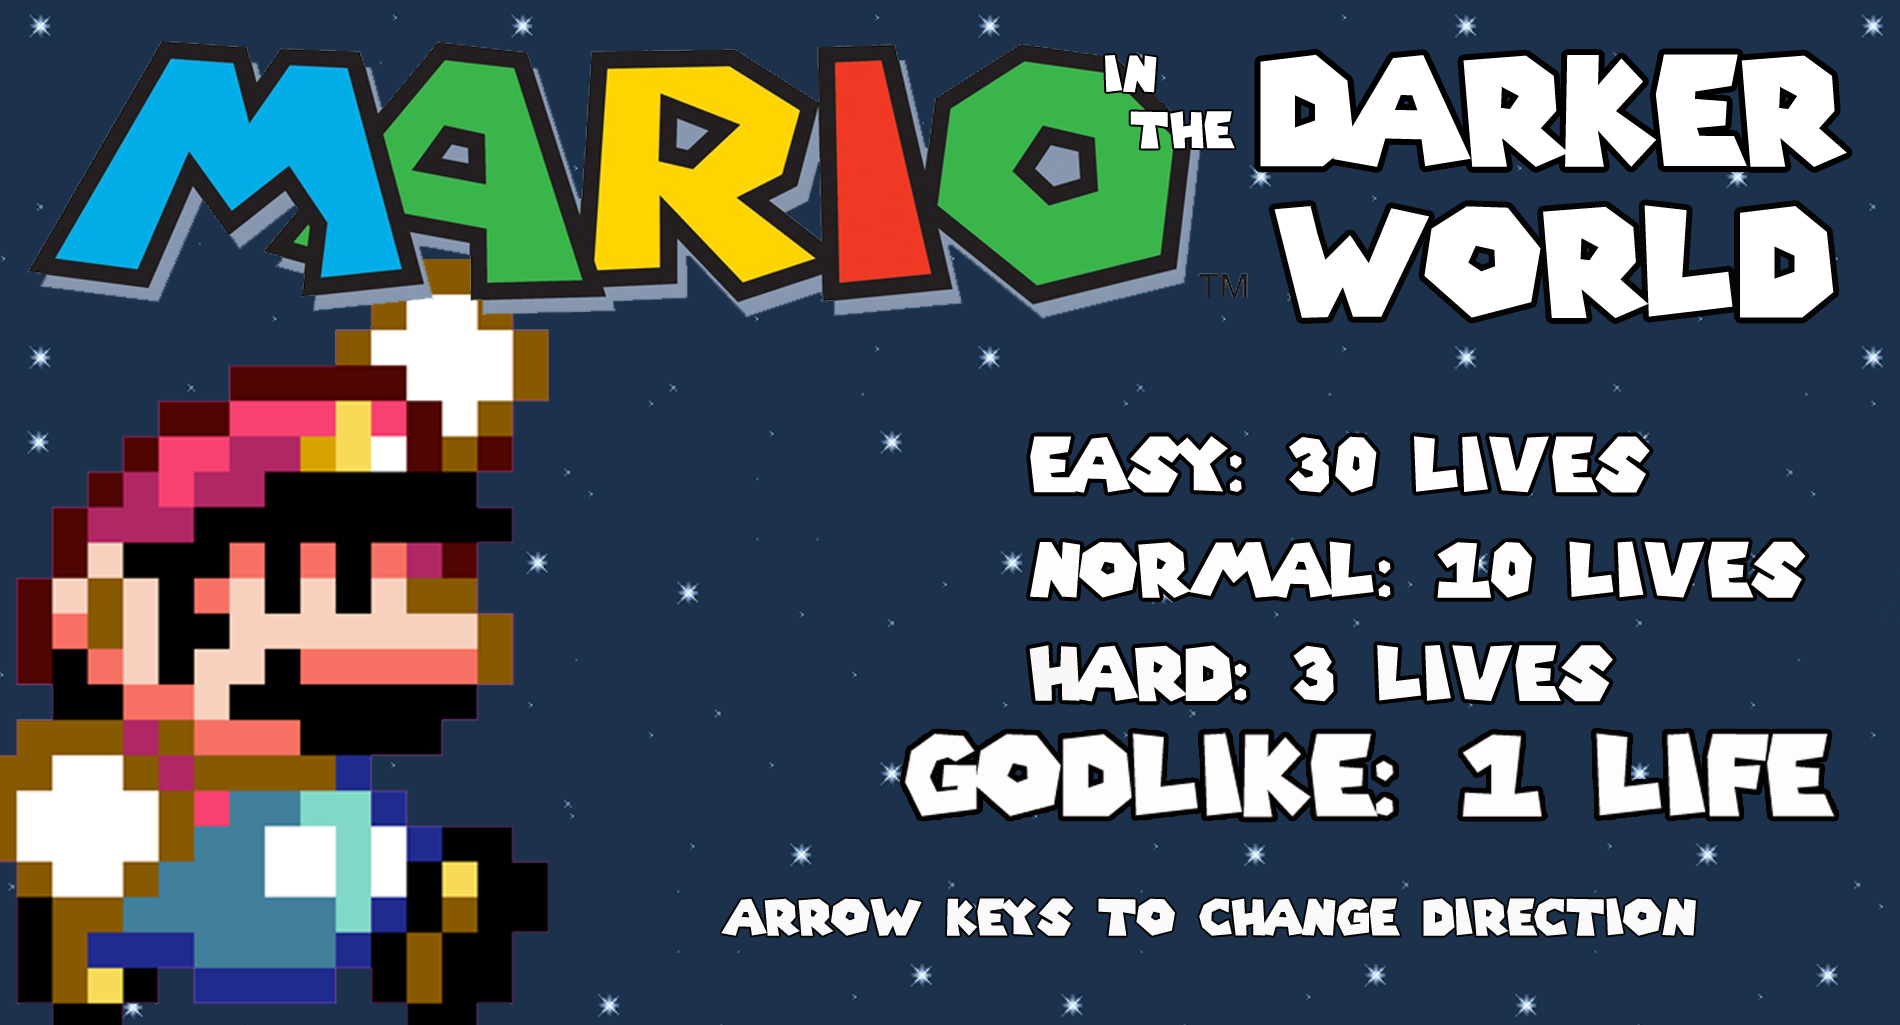 MARIO IN THE DARKER WORLD
TM
EASY: 30 LIVES
NORMAL: 10 LIVES
HARD: 3 LIVES
GODLIKE: 1 LIFE
ARROW KEYS TO CHANGE DIRECTION